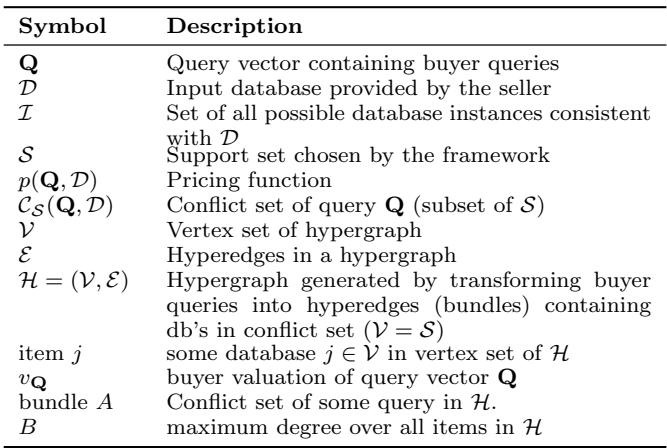 Symbol Description
Q Query vector containing buyer queries
𝒟 Input database provided by the seller
ℐ Set of all possible database instances consistent
with 𝒟
𝒮 Support set chosen by the framework
p(Q, 𝒟) Pricing function
𝒞_𝒮(Q, 𝒟) Conflict set of query Q (subset of 𝒮)
𝒱 Vertex set of hypergraph
ℰ Hyperedges in a hypergraph
ℋ = (𝒱, ℰ) Hypergraph generated by transforming buyer
queries into hyperedges (bundles) containing
db's in conflict set (𝒱 = 𝒮)
item j some database j ∈ 𝒱 in vertex set of ℋ
v_Q buyer valuation of query vector Q
bundle A Conflict set of some query in ℋ.
B maximum degree over all items in ℋ